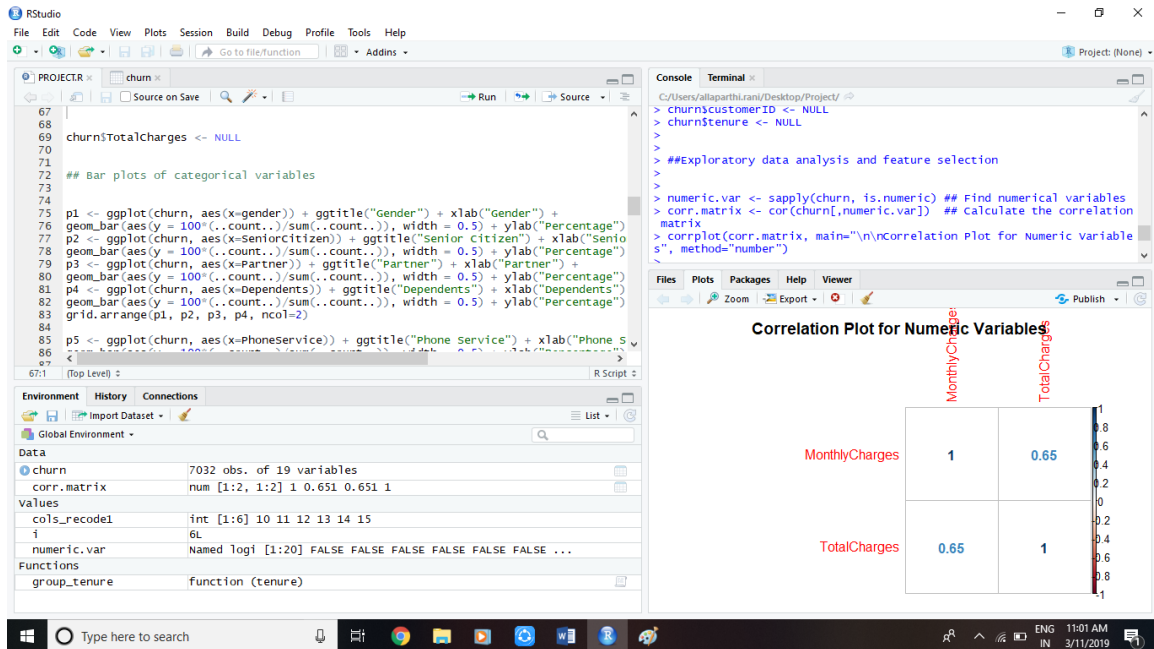 RStudio
File Edit Code View Plots Session Build Debug Profile Tools Help
Go to file/function Addins Project: (None)
PROJECT.R churn
Source on Save Run Source
67
68
69 churn$TotalCharges <- NULL
70
71
72 ## Bar plots of categorical variables
73
74
75 p1 <- ggplot(churn, aes(x=gender)) + ggtitle("Gender") + xlab("Gender") +
76 geom_bar(aes(y = 100*(..count..)/sum(..count..)), width = 0.5) + ylab("Percentage")
77 p2 <- ggplot(churn, aes(x=SeniorCitizen)) + ggtitle("Senior Citizen") + xlab("Senio
78 geom_bar(aes(y = 100*(..count..)/sum(..count..)), width = 0.5) + ylab("Percentage")
79 p3 <- ggplot(churn, aes(x=Partner)) + ggtitle("Partner") + xlab("Partner") +
80 geom_bar(aes(y = 100*(..count..)/sum(..count..)), width = 0.5) + ylab("Percentage")
81 p4 <- ggplot(churn, aes(x=Dependents)) + ggtitle("Dependents") + xlab("Dependents")
82 geom_bar(aes(y = 100*(..count..)/sum(..count..)), width = 0.5) + ylab("Percentage")
83 grid.arrange(p1, p2, p3, p4, ncol=2)
84
85 p5 <- ggplot(churn, aes(x=PhoneService)) + ggtitle("Phone Service") + xlab("Phone S
86
87
67:1 (Top Level) R Script
Environment History Connections
Import Dataset List
Global Environment
Data
churn 7032 obs. of 19 variables
corr.matrix num [1:2, 1:2] 1 0.651 0.651 1
Values
cols_recode1 int [1:6] 10 11 12 13 14 15
i 6L
numeric.var Named logi [1:20] FALSE FALSE FALSE FALSE FALSE FALSE ...
Functions
group_tenure function (tenure)
Console Terminal
C:/Users/allaparthi.rani/Desktop/Project/
> churn$customerID <- NULL
> churn$tenure <- NULL
>
>
> ##Exploratory data analysis and feature selection
>
>
> numeric.var <- sapply(churn, is.numeric) ## Find numerical variables
> corr.matrix <- cor(churn[,numeric.var]) ## Calculate the correlation
matrix
> corrplot(corr.matrix, main="\n\nCorrelation Plot for Numeric Variable
s", method="number")
>
Files Plots Packages Help Viewer
Zoom Export Publish
Correlation Plot for Numeric Variables
MonthlyCharges
TotalCharges
MonthlyCharges 1 0.65
TotalCharges 0.65 1
1
0.8
0.6
0.4
0.2
0
-0.2
-0.4
-0.6
-0.8
-1
Type here to search
ENG 11:01 AM
IN 3/11/2019
1